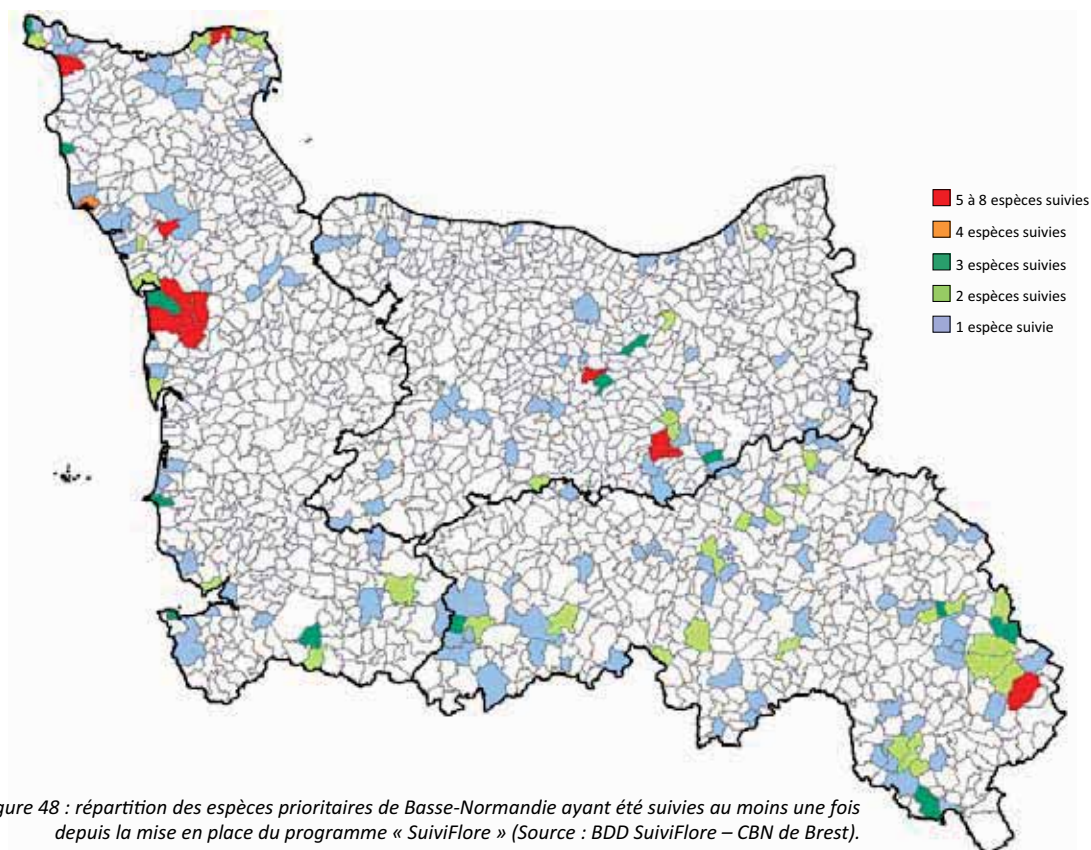 5 à 8 espèces suivies
4 espèces suivies
3 espèces suivies
2 espèces suivies
1 espèce suivie
gure 48 : répartition des espèces prioritaires de Basse-Normandie ayant été suivies au moins une fois
depuis la mise en place du programme « SuiviFlore » (Source : BDD SuiviFlore – CBN de Brest).